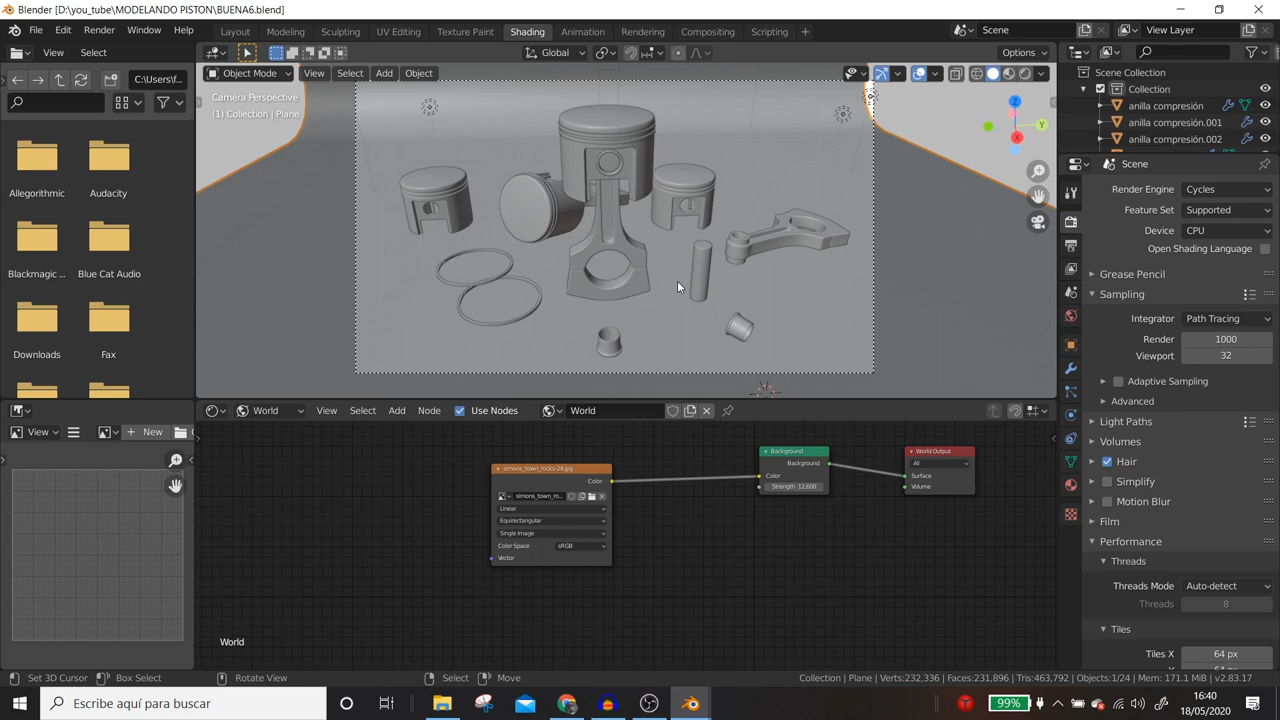 Blender [D:\you_tube\MODELANDO PISTON\BUENA6.blend]
File Edit Render Window Help Layout Modeling Sculpting UV Editing Texture Paint Shading Animation Rendering Compositing Scripting + Scene View Layer
View Select Global Options
Object Mode View Select Add Object
C:\Users\f...
Camera Perspective
(1) Collection | Plane
Allegorithmic Audacity
Blackmagic ... Blue Cat Audio
Downloads Fax
Z
Y
X
Scene Collection
Collection
anilla compresión
anilla compresión.001
anilla compresión.002
Scene
Render Engine Cycles
Feature Set Supported
Device CPU
Open Shading Language
Grease Pencil
Sampling
Integrator Path Tracing
Render 1000
Viewport 32
Adaptive Sampling
Advanced
Light Paths
Volumes
Hair
Simplify
Motion Blur
Film
Performance
Threads
Threads Mode Auto-detect
Threads 8
Tiles
Tiles X 64 px
View + New
World View Select Add Node Use Nodes World
simons_town_rocks-24.jpg
Color
simons_town_ro...
Linear
Equirectangular
Single Image
Color Space sRGB
Vector
Background
Background
Color
Strength 12.600
World Output
All
Surface
Volume
World
Set 3D Cursor Box Select Rotate View Select Move Collection | Plane | Verts:232,336 | Faces:231,896 | Tris:463,792 | Objects:1/24 | Mem: 171.1 MiB | v2.83.17
Escribe aquí para buscar
99%
16:40
18/05/2020